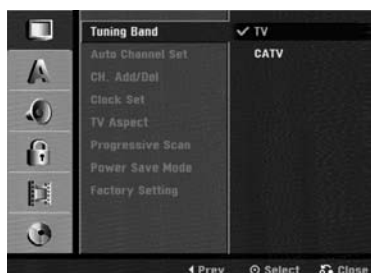 Tuning Band
✓ TV
Auto Channel Set
CATV
CH. Add/Del
Clock Set
TV Aspect
Progressive Scan
Power Save Mode
Factory Setting
A
Prev Select Close